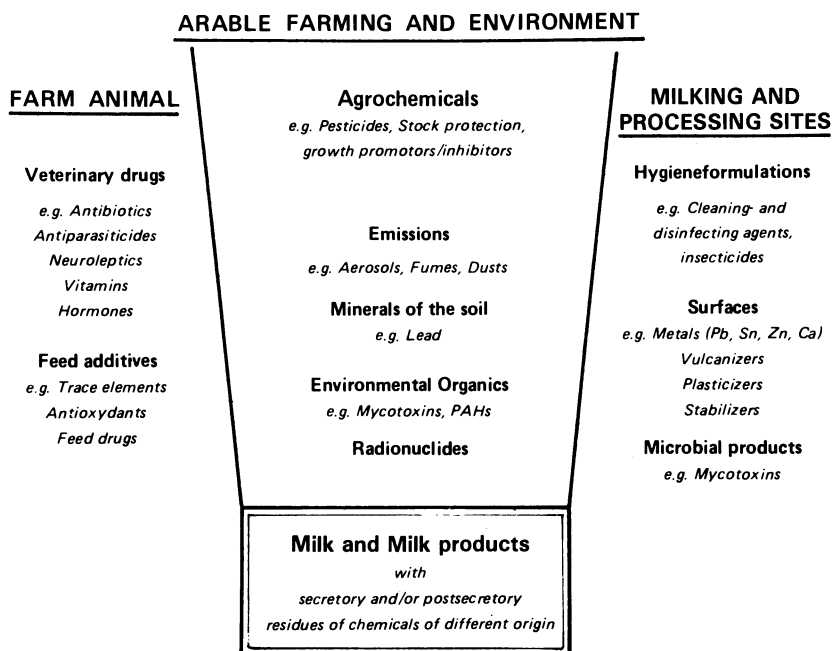 ARABLE FARMING AND ENVIRONMENT
FARM ANIMAL
Veterinary drugs
e.g. Antibiotics
Antiparasiticides
Neuroleptics
Vitamins
Hormones
Feed additives
e.g. Trace elements
Antioxydants
Feed drugs
Agrochemicals
e.g. Pesticides, Stock protection,
growth promotors/inhibitors
Emissions
e.g. Aerosols, Fumes, Dusts
Minerals of the soil
e.g. Lead
Environmental Organics
e.g. Mycotoxins, PAHs
Radionuclides
MILKING AND
PROCESSING SITES
Hygieneformulations
e.g. Cleaning- and
disinfecting agents,
insecticides
Surfaces
e.g. Metals (Pb, Sn, Zn, Ca)
Vulcanizers
Plasticizers
Stabilizers
Microbial products
e.g. Mycotoxins
Milk and Milk products
with
secretory and/or postsecretory
residues of chemicals of different origin